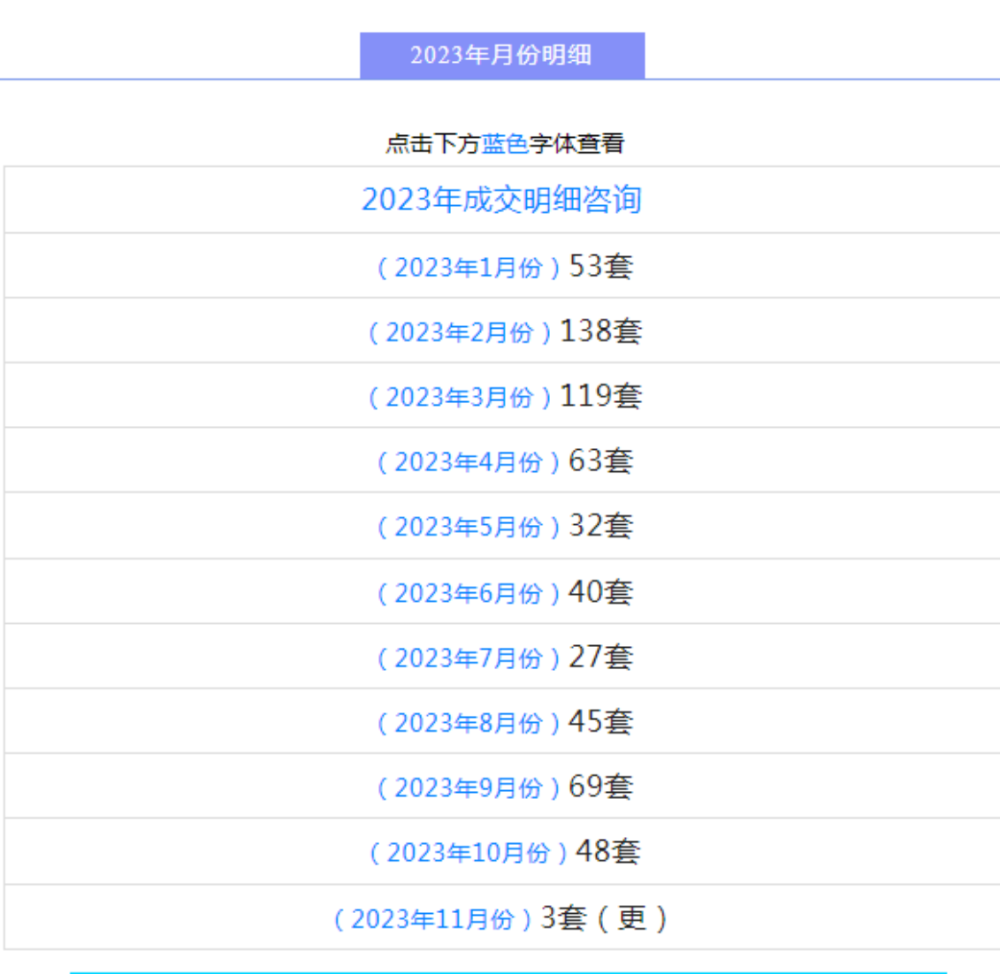 2023年月份明细
点击下方蓝色字体查看
2023年成交明细咨询
（2023年1月份）53套
（2023年2月份）138套
（2023年3月份）119套
（2023年4月份）63套
（2023年5月份）32套
（2023年6月份）40套
（2023年7月份）27套
（2023年8月份）45套
（2023年9月份）69套
（2023年10月份）48套
（2023年11月份）3套（更）